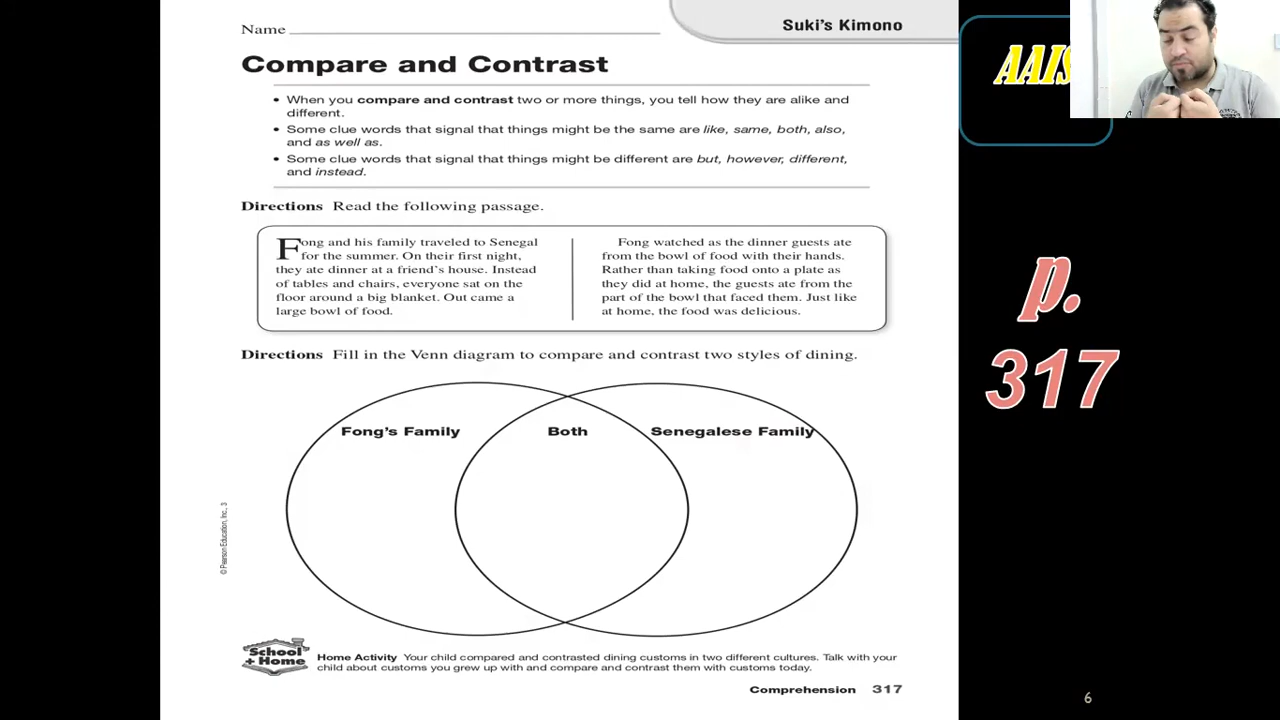 Suki's Kimono
Name
Compare and Contrast
• When you compare and contrast two or more things, you tell how they are alike and
different.
• Some clue words that signal that things might be the same are like, same, both, also,
and as well as.
• Some clue words that signal that things might be different are but, however, different,
and instead.
Directions Read the following passage.
Fong and his family traveled to Senegal
for the summer. On their first night,
they ate dinner at a friend's house. Instead
of tables and chairs, everyone sat on the
floor around a big blanket. Out came a
large bowl of food.
Fong watched as the dinner guests ate
from the bowl of food with their hands.
Rather than taking food onto a plate as
they did at home, the guests ate from the
part of the bowl that faced them. Just like
at home, the food was delicious.
Directions Fill in the Venn diagram to compare and contrast two styles of dining.
Fong's Family
Both
Senegalese Family
© Pearson Education, Inc., 3
School
+ Home
Home Activity Your child compared and contrasted dining customs in two different cultures. Talk with your
child about customs you grew up with and compare and contrast them with customs today.
Comprehension 317
AAIS
p.
317
6